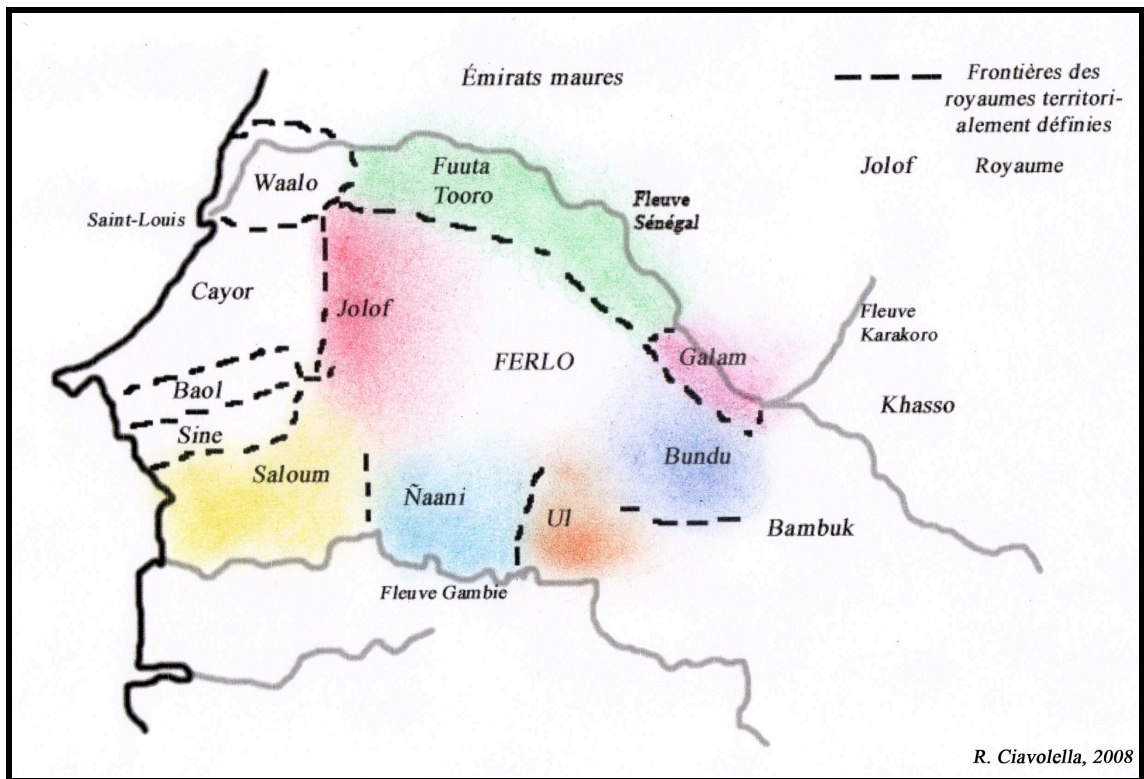 Émirats maures
Frontières des
royaumes territori-
alement définies
Jolof Royaume
Fuuta
Tooro
Waalo
Fleuve
Sénégal
Saint-Louis
Cayor
Jolof
FERLO
Galam
Fleuve
Karakoro
Khasso
Baol
Sine
Saloum
Ñaani
Ul
Bundu
Bambuk
Fleuve Gambie
R. Ciavolella, 2008